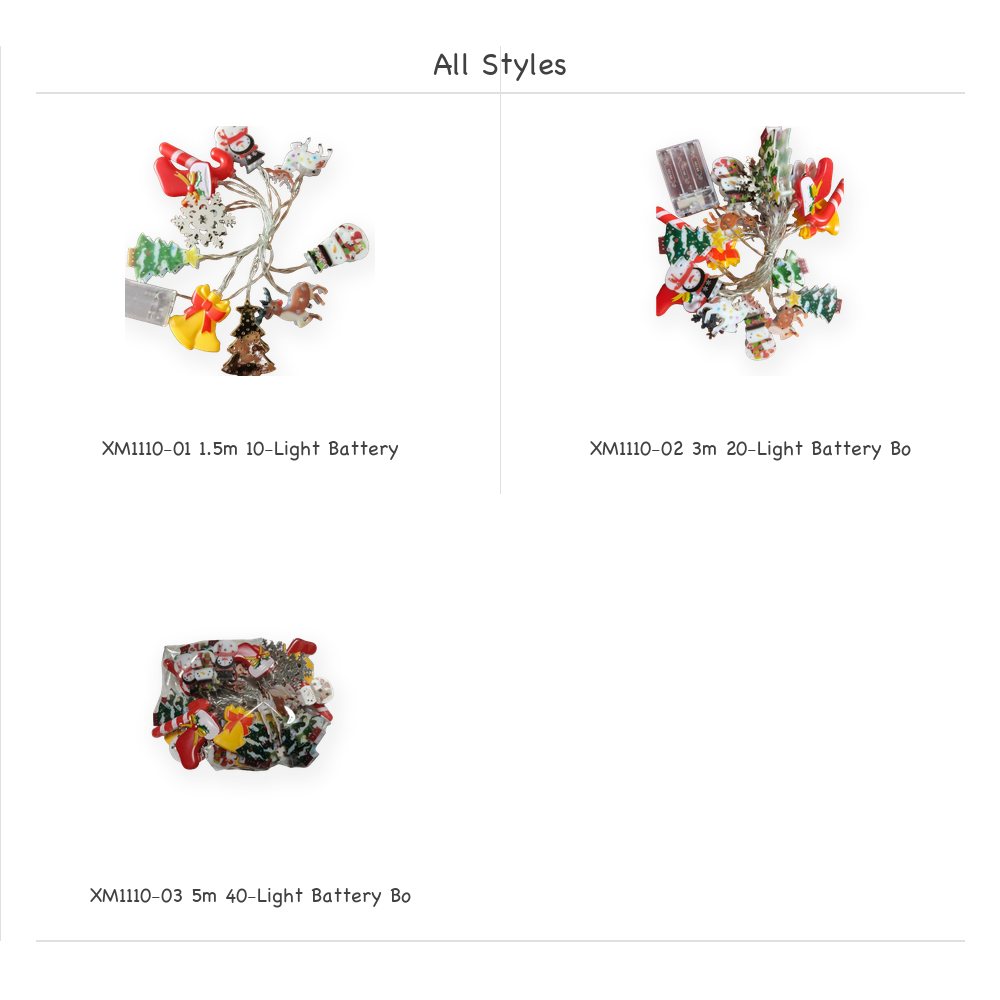 All Styles
XM1110-01 1.5m 10-Light Battery
XM1110-02 3m 20-Light Battery Bo
XM1110-03 5m 40-Light Battery Bo